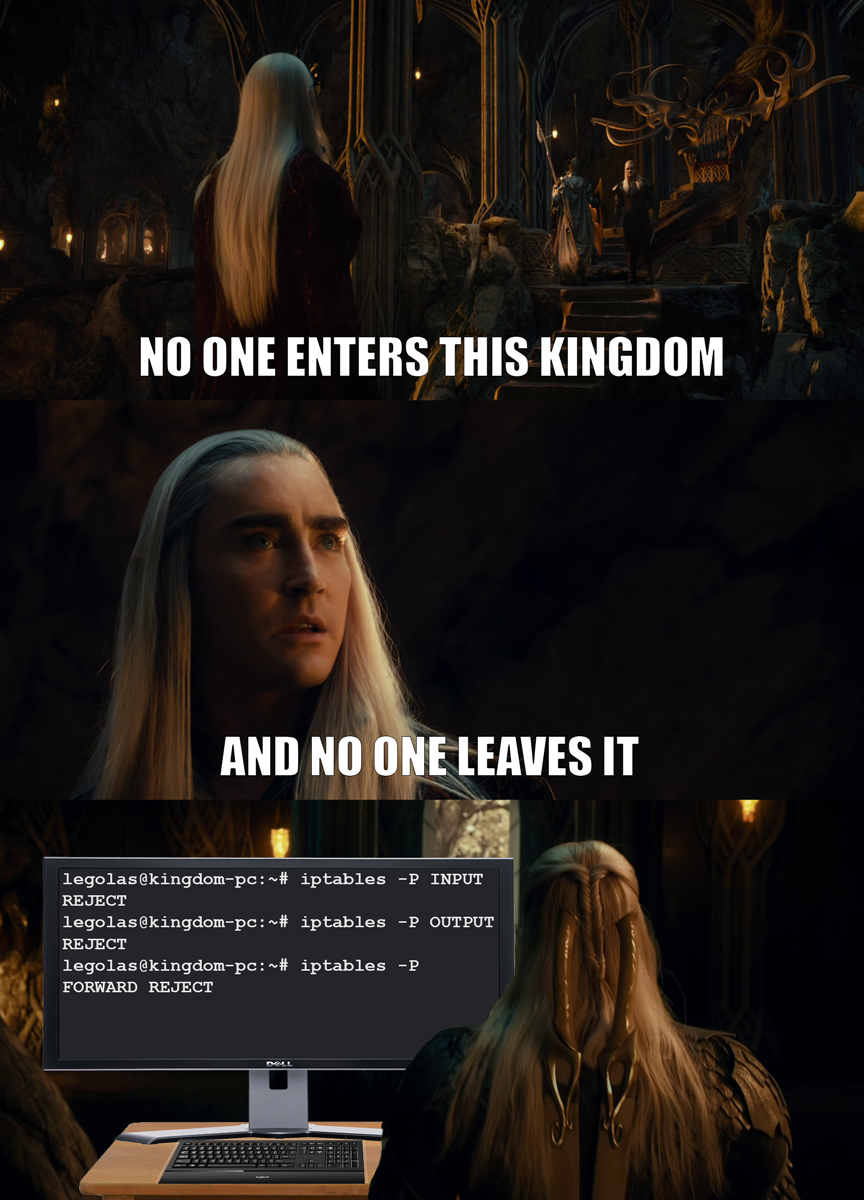 NO ONE ENTERS THIS KINGDOM
AND NO ONE LEAVES IT
legolas@kingdom-pc:~# iptables -P INPUT
REJECT
legolas@kingdom-pc:~# iptables -P OUTPUT
REJECT
legolas@kingdom-pc:~# iptables -P
FORWARD REJECT
DELL